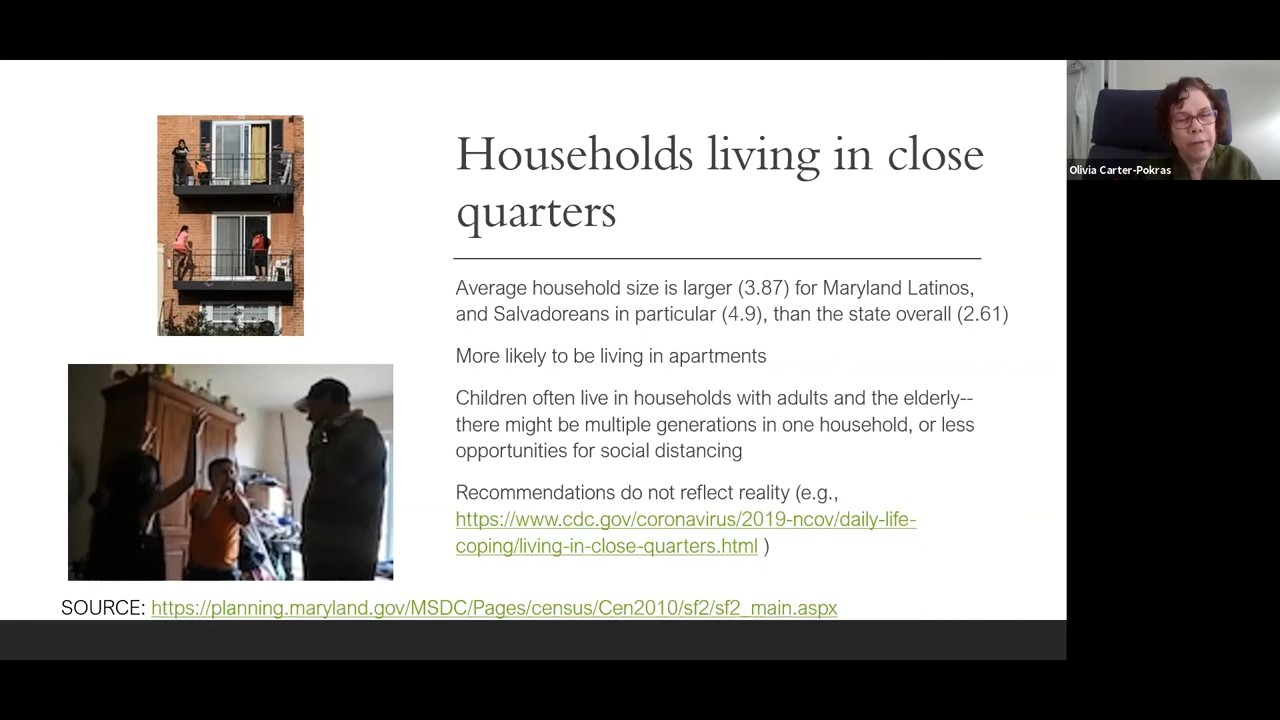 Households living in close
quarters
Average household size is larger (3.87) for Maryland Latinos,
and Salvadoreans in particular (4.9), than the state overall (2.61)
More likely to be living in apartments
Children often live in households with adults and the elderly--
there might be multiple generations in one household, or less
opportunities for social distancing
Recommendations do not reflect reality (e.g.,
https://www.cdc.gov/coronavirus/2019-ncov/daily-life-
coping/living-in-close-quarters.html )
SOURCE: https://planning.maryland.gov/MSDC/Pages/census/Cen2010/sf2/sf2_main.aspx
Olivia Carter-Pokras